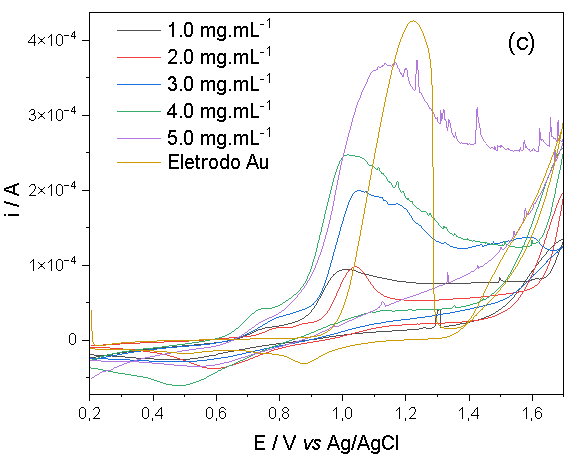 (c)
1.0 mg.mL⁻¹
2.0 mg.mL⁻¹
3.0 mg.mL⁻¹
4.0 mg.mL⁻¹
5.0 mg.mL⁻¹
Eletrodo Au
4×10⁻⁴
3×10⁻⁴
2×10⁻⁴
1×10⁻⁴
0
i / A
0,2 0,4 0,6 0,8 1,0 1,2 1,4 1,6
E / V vs Ag/AgCl